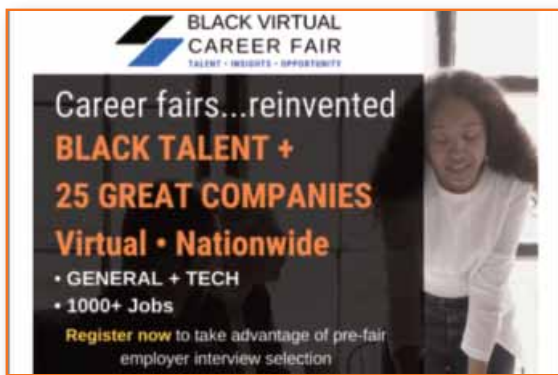 BLACK VIRTUAL
CAREER FAIR
TALENT • INSIGHTS • OPPORTUNITY
Career fairs...reinvented
BLACK TALENT +
25 GREAT COMPANIES
Virtual • Nationwide
• GENERAL + TECH
• 1000+ Jobs
Register now to take advantage of pre-fair
employer interview selection